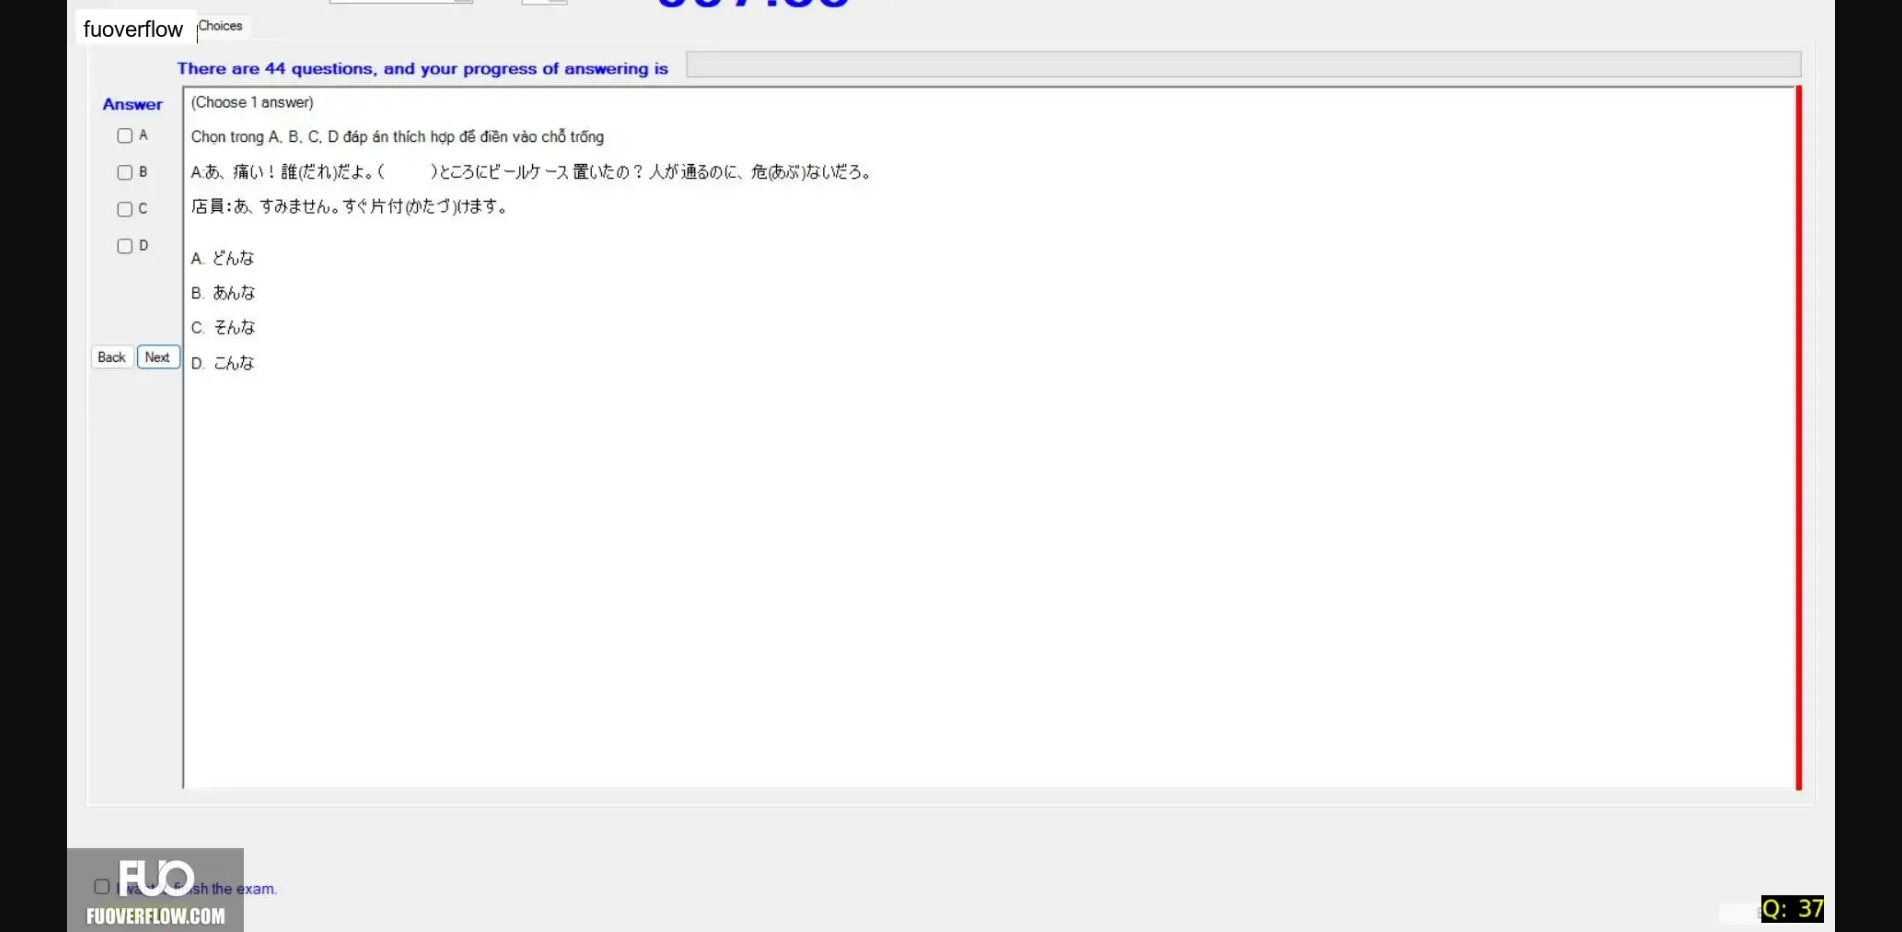 fuoverflow
Choices
There are 44 questions, and your progress of answering is
Answer
(Choose 1 answer)
A
Chọn trong A, B, C, D đáp án thích hợp để điền vào chỗ trống
B
A:あ、痛い！誰(だれ)だよ。(　　　)ところにビールケース置いたの？人が通るのに、危(あぶ)ないだろ。
C
店員:あ、すみません。すぐ片付(かたづ)けます。
D
A. どんな
B. あんな
C. そんな
Back Next
D. こんな
FUO
FUOVERFLOW.COM
the exam.
Q: 37